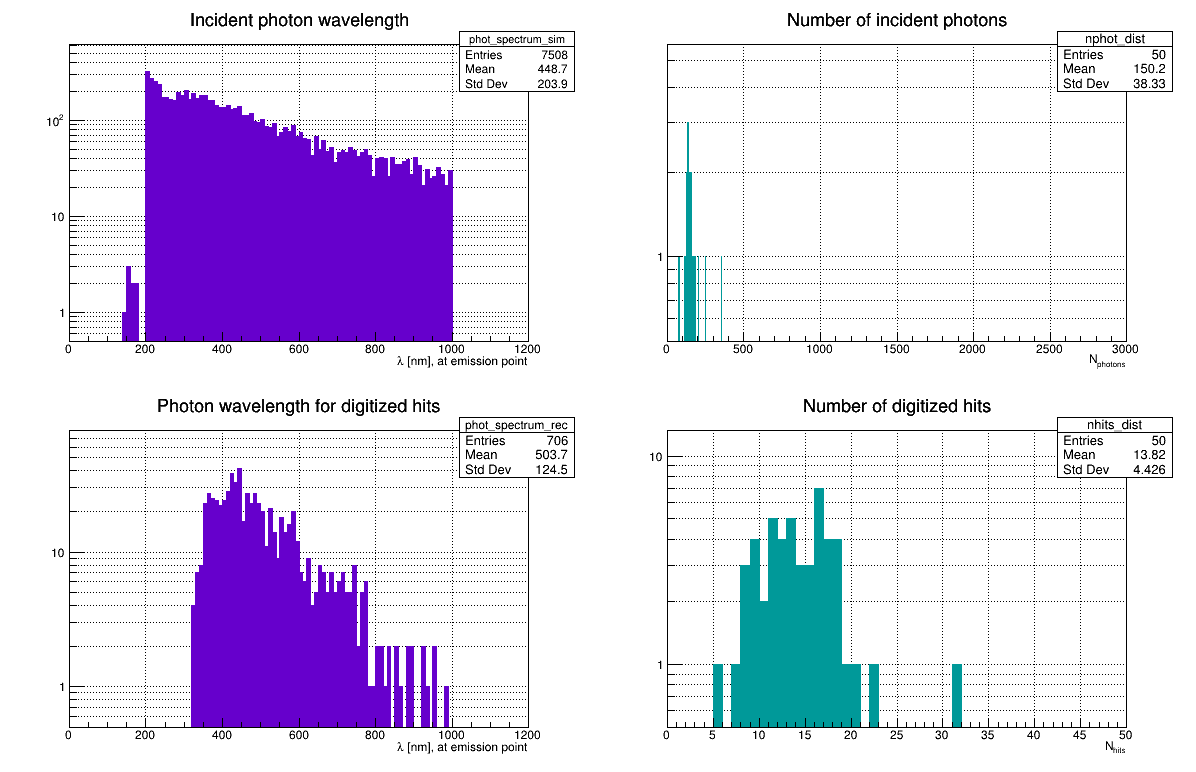 Incident photon wavelength
phot_spectrum_sim
Entries 7508
Mean 448.7
Std Dev 203.9
10²
10
1
0 200 400 600 800 1000 1200
λ [nm], at emission point
Number of incident photons
nphot_dist
Entries 50
Mean 150.2
Std Dev 38.33
1
0 500 1000 1500 2000 2500 3000
N_photons
Photon wavelength for digitized hits
phot_spectrum_rec
Entries 706
Mean 503.7
Std Dev 124.5
10
1
0 200 400 600 800 1000 1200
λ [nm], at emission point
Number of digitized hits
nhits_dist
Entries 50
Mean 13.82
Std Dev 4.426
10
1
0 5 10 15 20 25 30 35 40 45 50
N_hits